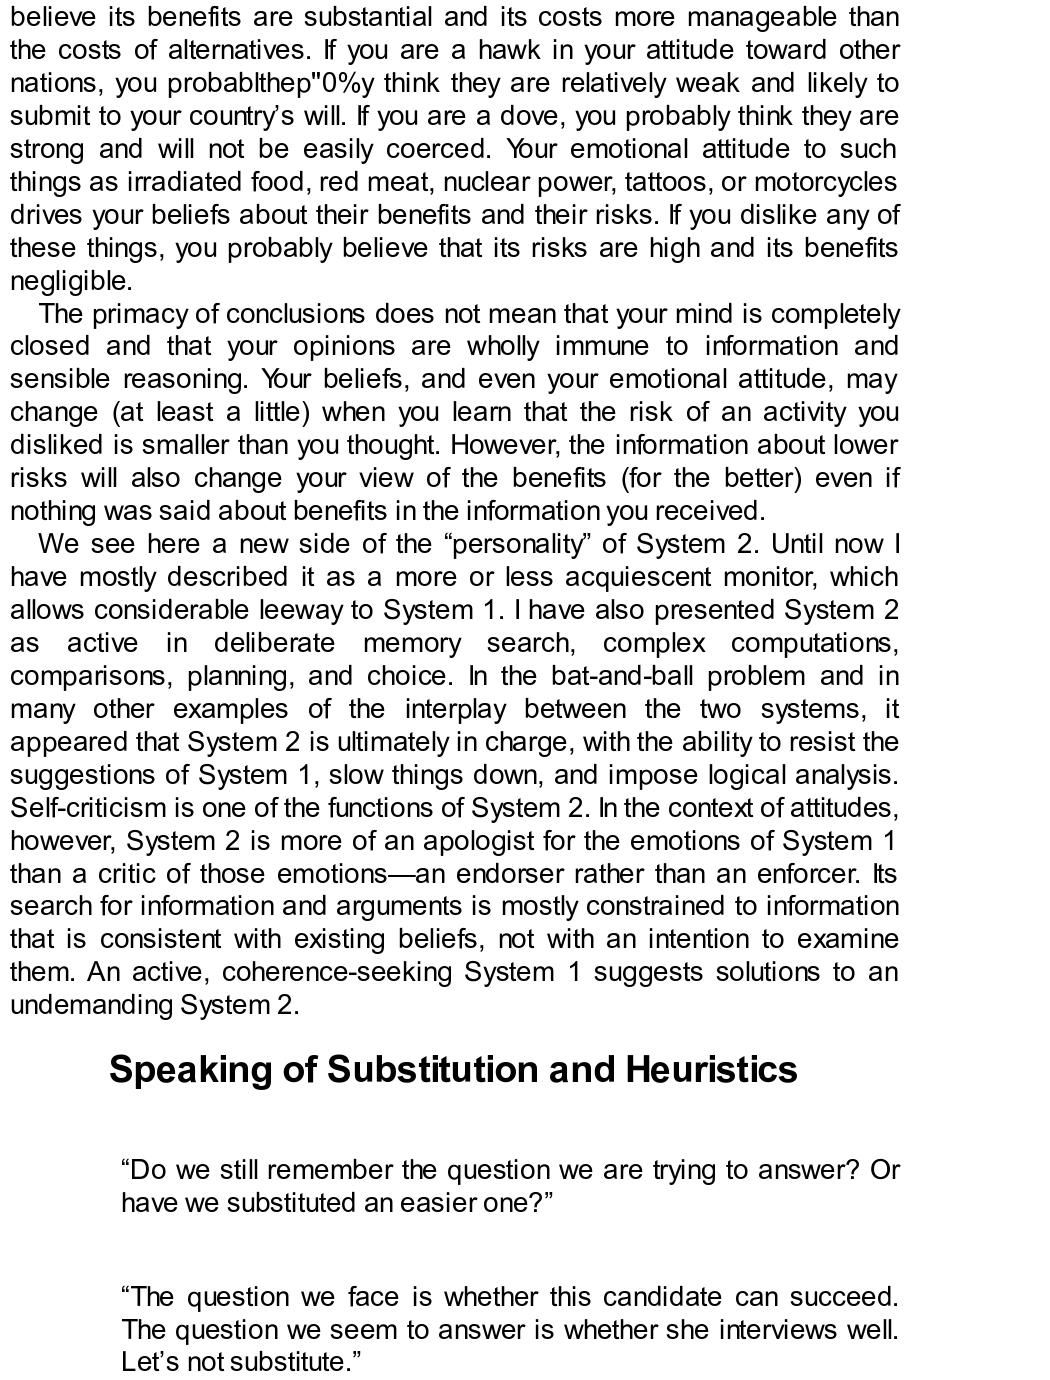 believe its benefits are substantial and its costs more manageable than
the costs of alternatives. If you are a hawk in your attitude toward other
nations, you probablthep"0%y think they are relatively weak and likely to
submit to your country’s will. If you are a dove, you probably think they are
strong and will not be easily coerced. Your emotional attitude to such
things as irradiated food, red meat, nuclear power, tattoos, or motorcycles
drives your beliefs about their benefits and their risks. If you dislike any of
these things, you probably believe that its risks are high and its benefits
negligible.
The primacy of conclusions does not mean that your mind is completely
closed and that your opinions are wholly immune to information and
sensible reasoning. Your beliefs, and even your emotional attitude, may
change (at least a little) when you learn that the risk of an activity you
disliked is smaller than you thought. However, the information about lower
risks will also change your view of the benefits (for the better) even if
nothing was said about benefits in the information you received.
We see here a new side of the “personality” of System 2. Until now I
have mostly described it as a more or less acquiescent monitor, which
allows considerable leeway to System 1. I have also presented System 2
as active in deliberate memory search, complex computations,
comparisons, planning, and choice. In the bat-and-ball problem and in
many other examples of the interplay between the two systems, it
appeared that System 2 is ultimately in charge, with the ability to resist the
suggestions of System 1, slow things down, and impose logical analysis.
Self-criticism is one of the functions of System 2. In the context of attitudes,
however, System 2 is more of an apologist for the emotions of System 1
than a critic of those emotions—an endorser rather than an enforcer. Its
search for information and arguments is mostly constrained to information
that is consistent with existing beliefs, not with an intention to examine
them. An active, coherence-seeking System 1 suggests solutions to an
undemanding System 2.
Speaking of Substitution and Heuristics
“Do we still remember the question we are trying to answer? Or
have we substituted an easier one?”
“The question we face is whether this candidate can succeed.
The question we seem to answer is whether she interviews well.
Let’s not substitute.”